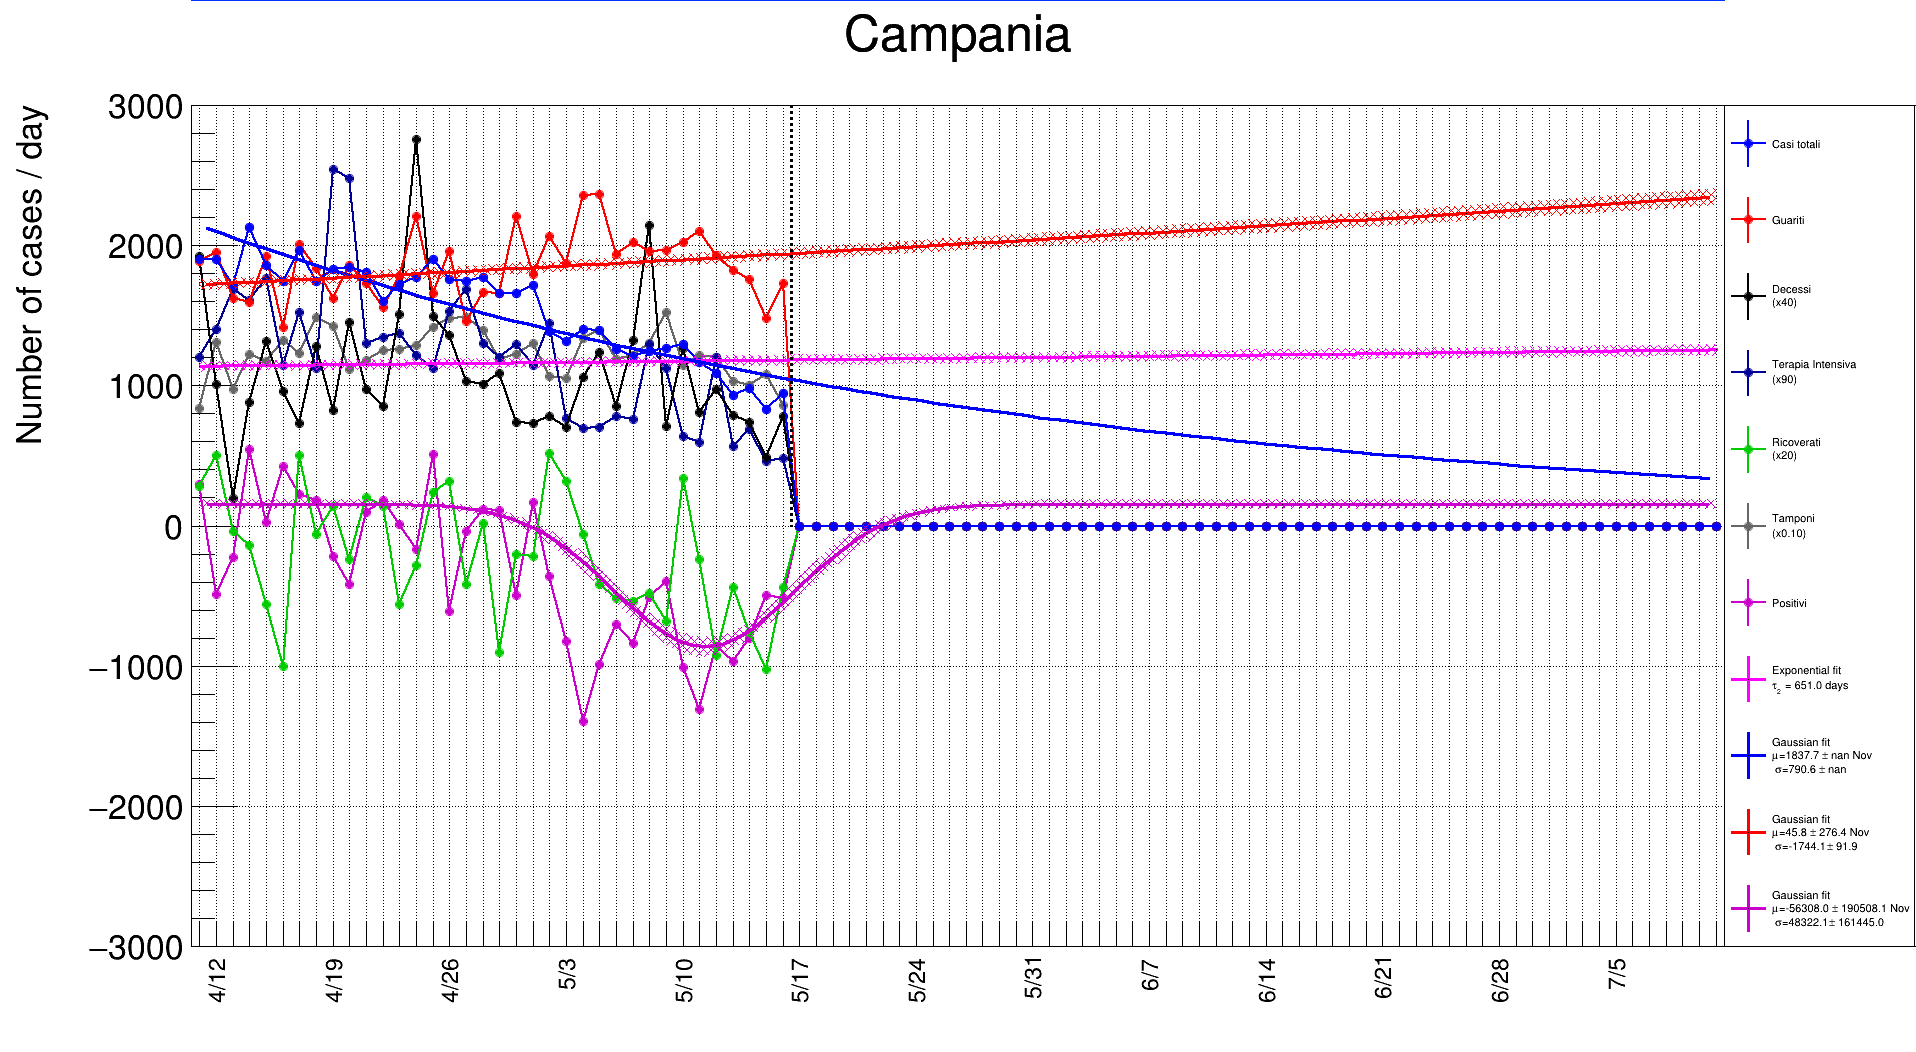 Campania
Number of cases / day
3000
2000
1000
0
−1000
−2000
−3000
4/12
4/19
4/26
5/3
5/10
5/17
5/24
5/31
6/7
6/14
6/21
6/28
7/5
Casi totali
Guariti
Decessi
(x40)
Terapia Intensiva
(x90)
Ricoverati
(x20)
Tamponi
(x0.10)
Positivi
Exponential fit
τ2 = 651.0 days
Gaussian fit
μ=1837.7 ± nan Nov
σ=790.6 ± nan
Gaussian fit
μ=45.8 ± 276.4 Nov
σ=-1744.1 ± 91.9
Gaussian fit
μ=-56308.0 ± 190508.1 Nov
σ=48322.1 ± 161445.0